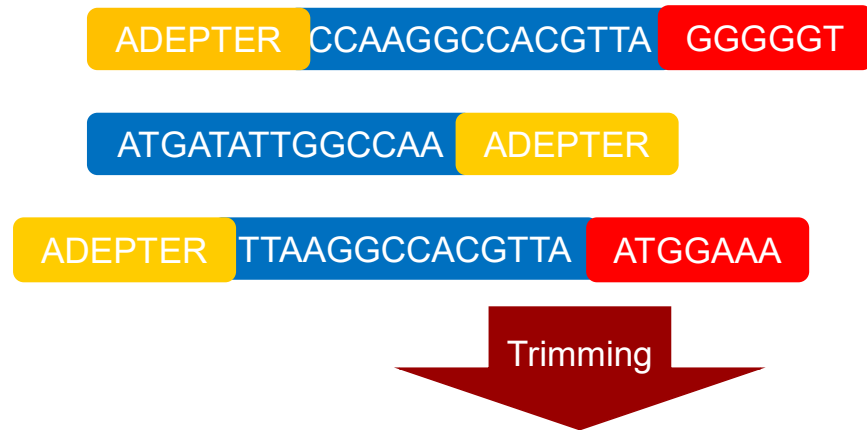 ADEPTER CCAAGGCCACGTTA GGGGGT
ATGATATTGGCCAA ADEPTER
ADEPTER TTAAGGCCACGTTA ATGGAAA
Trimming